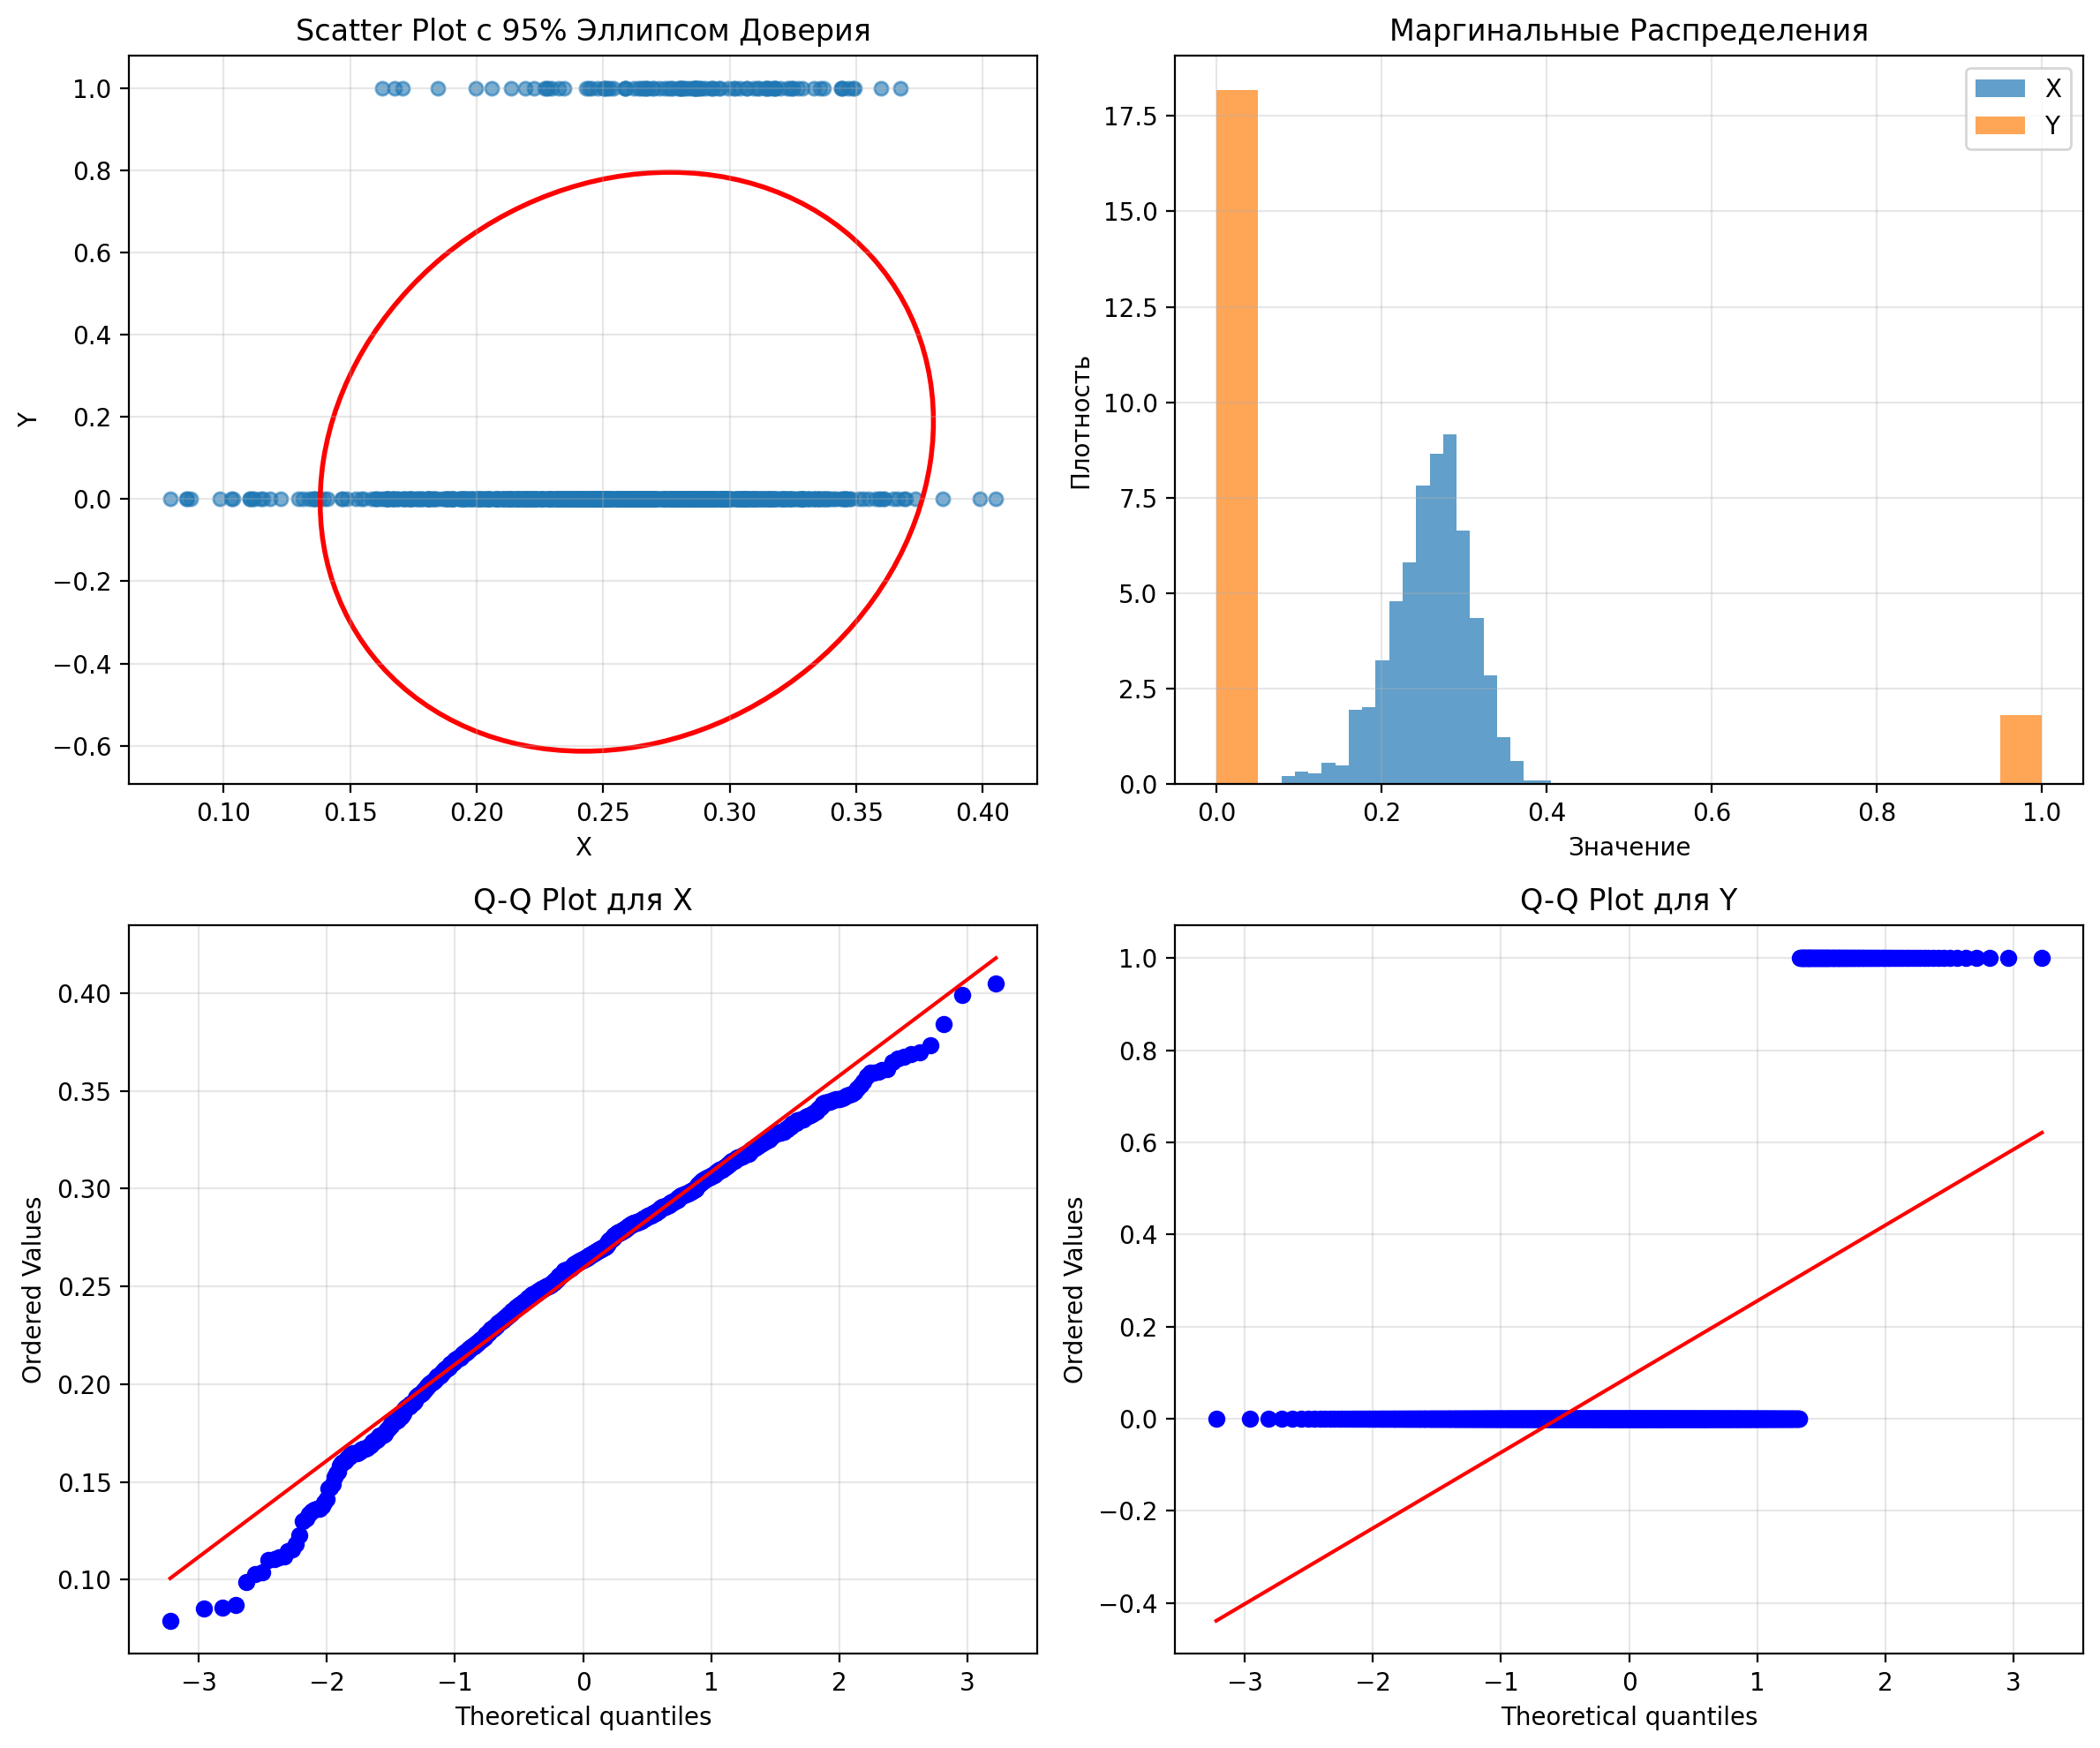 Scatter Plot с 95% Эллипсом Доверия
1.0
0.8
0.6
0.4
0.2
0.0
−0.2
−0.4
−0.6
Y
0.10 0.15 0.20 0.25 0.30 0.35 0.40
X
Маргинальные Распределения
X
Y
17.5
15.0
12.5
10.0
7.5
5.0
2.5
0.0
Плотность
0.0 0.2 0.4 0.6 0.8 1.0
Значение
Q-Q Plot для X
0.40
0.35
0.30
0.25
0.20
0.15
0.10
Ordered Values
−3 −2 −1 0 1 2 3
Theoretical quantiles
Q-Q Plot для Y
1.0
0.8
0.6
0.4
0.2
0.0
−0.2
−0.4
Ordered Values
−3 −2 −1 0 1 2 3
Theoretical quantiles